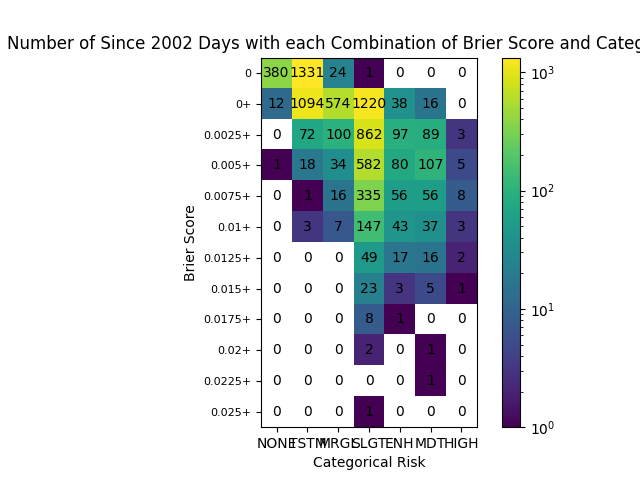 Number of Since 2002 Days with each Combination of Brier Score and Categ
0 380 1331 24 1 0 0 0
0+ 12 1094 574 1220 38 16 0
0.0025+ 0 72 100 862 97 89 3
0.005+ 1 18 34 582 80 107 5
0.0075+ 0 1 16 335 56 56 8
0.01+ 0 3 7 147 43 37 3
0.0125+ 0 0 0 49 17 16 2
0.015+ 0 0 0 23 3 5 1
0.0175+ 0 0 0 8 1 0 0
0.02+ 0 0 0 2 0 1 0
0.0225+ 0 0 0 0 0 1 0
0.025+ 0 0 0 1 0 0 0
NONE TSTM MRGL SLGT ENH MDT HIGH
Categorical Risk
Brier Score
10³
10²
10¹
10⁰